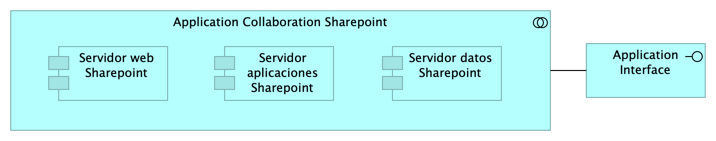 Application Collaboration Sharepoint
Servidor web
Sharepoint
Servidor
aplicaciones
Sharepoint
Servidor datos
Sharepoint
Application
Interface